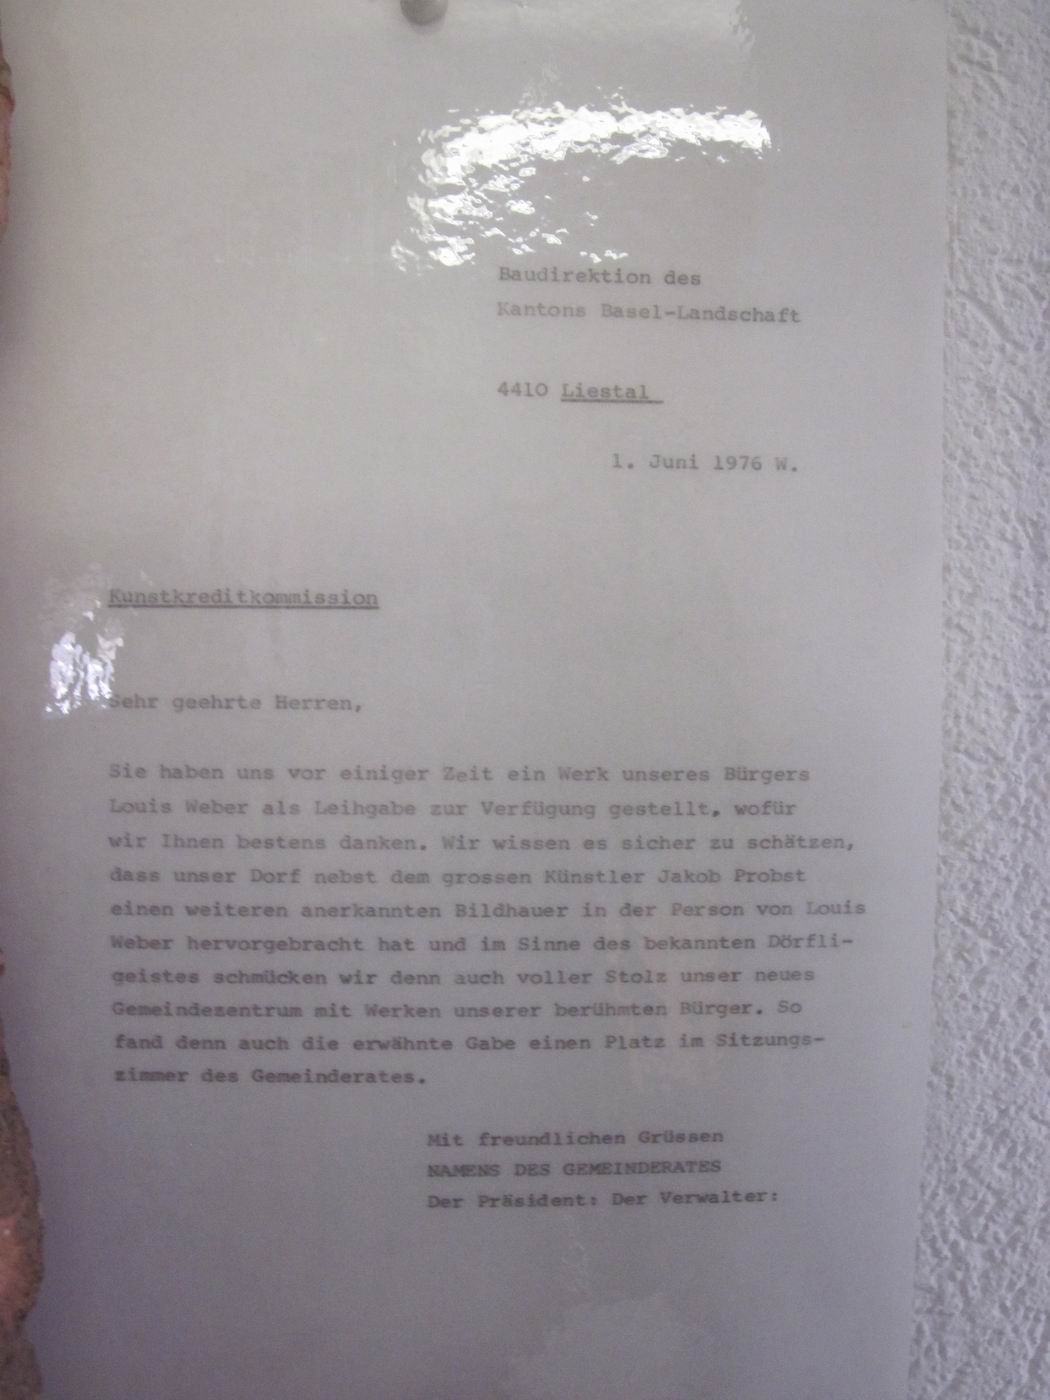 Baudirektion des
Kantons Basel-Landschaft
4410 Liestal
1. Juni 1976 W.
Kunstkreditkommission
Sehr geehrte Herren,
Sie haben uns vor einiger Zeit ein Werk unseres Bürgers
Louis Weber als Leihgabe zur Verfügung gestellt, wofür
wir Ihnen bestens danken. Wir wissen es sicher zu schätzen,
dass unser Dorf nebst dem grossen Künstler Jakob Probst
einen weiteren anerkannten Bildhauer in der Person von Louis
Weber hervorgebracht hat und im Sinne des bekannten Dörfli-
geistes schmücken wir denn auch voller Stolz unser neues
Gemeindezentrum mit Werken unserer berühmten Bürger. So
fand denn auch die erwähnte Gabe einen Platz im Sitzungs-
zimmer des Gemeinderates.
Mit freundlichen Grüssen
NAMENS DES GEMEINDERATES
Der Präsident: Der Verwalter: